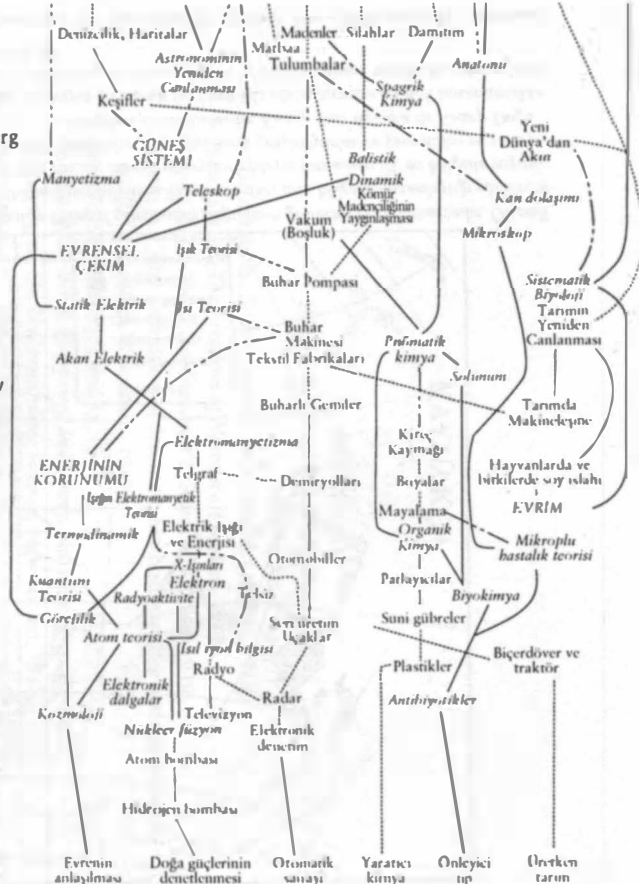 Denizcilik, Haritalar
Madenler
Silahlar
Damıtım
Matbaa
Astronominin
Yeniden
Canlanması
Tulumbalar
Anatomi
Spagrik
Kimya
Keşifler
rg
GÜNEŞ
SİSTEMİ
Yeni
Dünya'dan
Akın
Balistik
Dinamik
Manyetizma
Teleskop
Kömür
Madenciliğinin
Yaygınlaşması
Kan dolaşımı
Vakum
(Boşluk)
Mikroskop
EVRENSEL
ÇEKİM
Işık Teorisi
Buhar Pompası
Sistematik
Biyoloji
Statik Elektrik
Isı Teorisi
Tarımın
Yeniden
Canlanması
Buhar
Makinesi
Pnömatik
kimya
Akan Elektrik
Tekstil Fabrikaları
Solunum
Buharlı Gemiler
Tarımda
Makineleşme
Elektromanyetizma
Kireç
Kaymağı
ENERJİNİN
KORUNUMU
Telgraf
Demiryolları
Hayvanlarda ve
bitkilerde soy ıslahı
Boyalar
Işığın Elektromanyetik
Teorisi
EVRİM
Mayalama
Termodinamik
Elektrik Işığı
ve Enerjisi
Organik
Kimya
Mikroplu
hastalık teorisi
Otomobiller
X-Işınları
Elektron
Kuantum
Teorisi
Parlayıcılar
Radyoaktivite
Telsiz
Biyokimya
Görelilik
Seri üretim
Uçaklar
Suni gübreler
Atom teorisi
bilgisi
Biçerdöver ve
traktör
Radyo
Plastikler
Elektronik
dalgalar
Radar
Antibiyotikler
Kozmoloji
Televizyon
Nükleer füzyon
Elektronik
denetim
Atom bombası
Hidrojen bombası
Evrenin
anlaşılması
Doğa güçlerinin
denetlenmesi
Otomatik
sanayi
Yaratıcı
kimya
Önleyici
tıp
Üretken
tarım